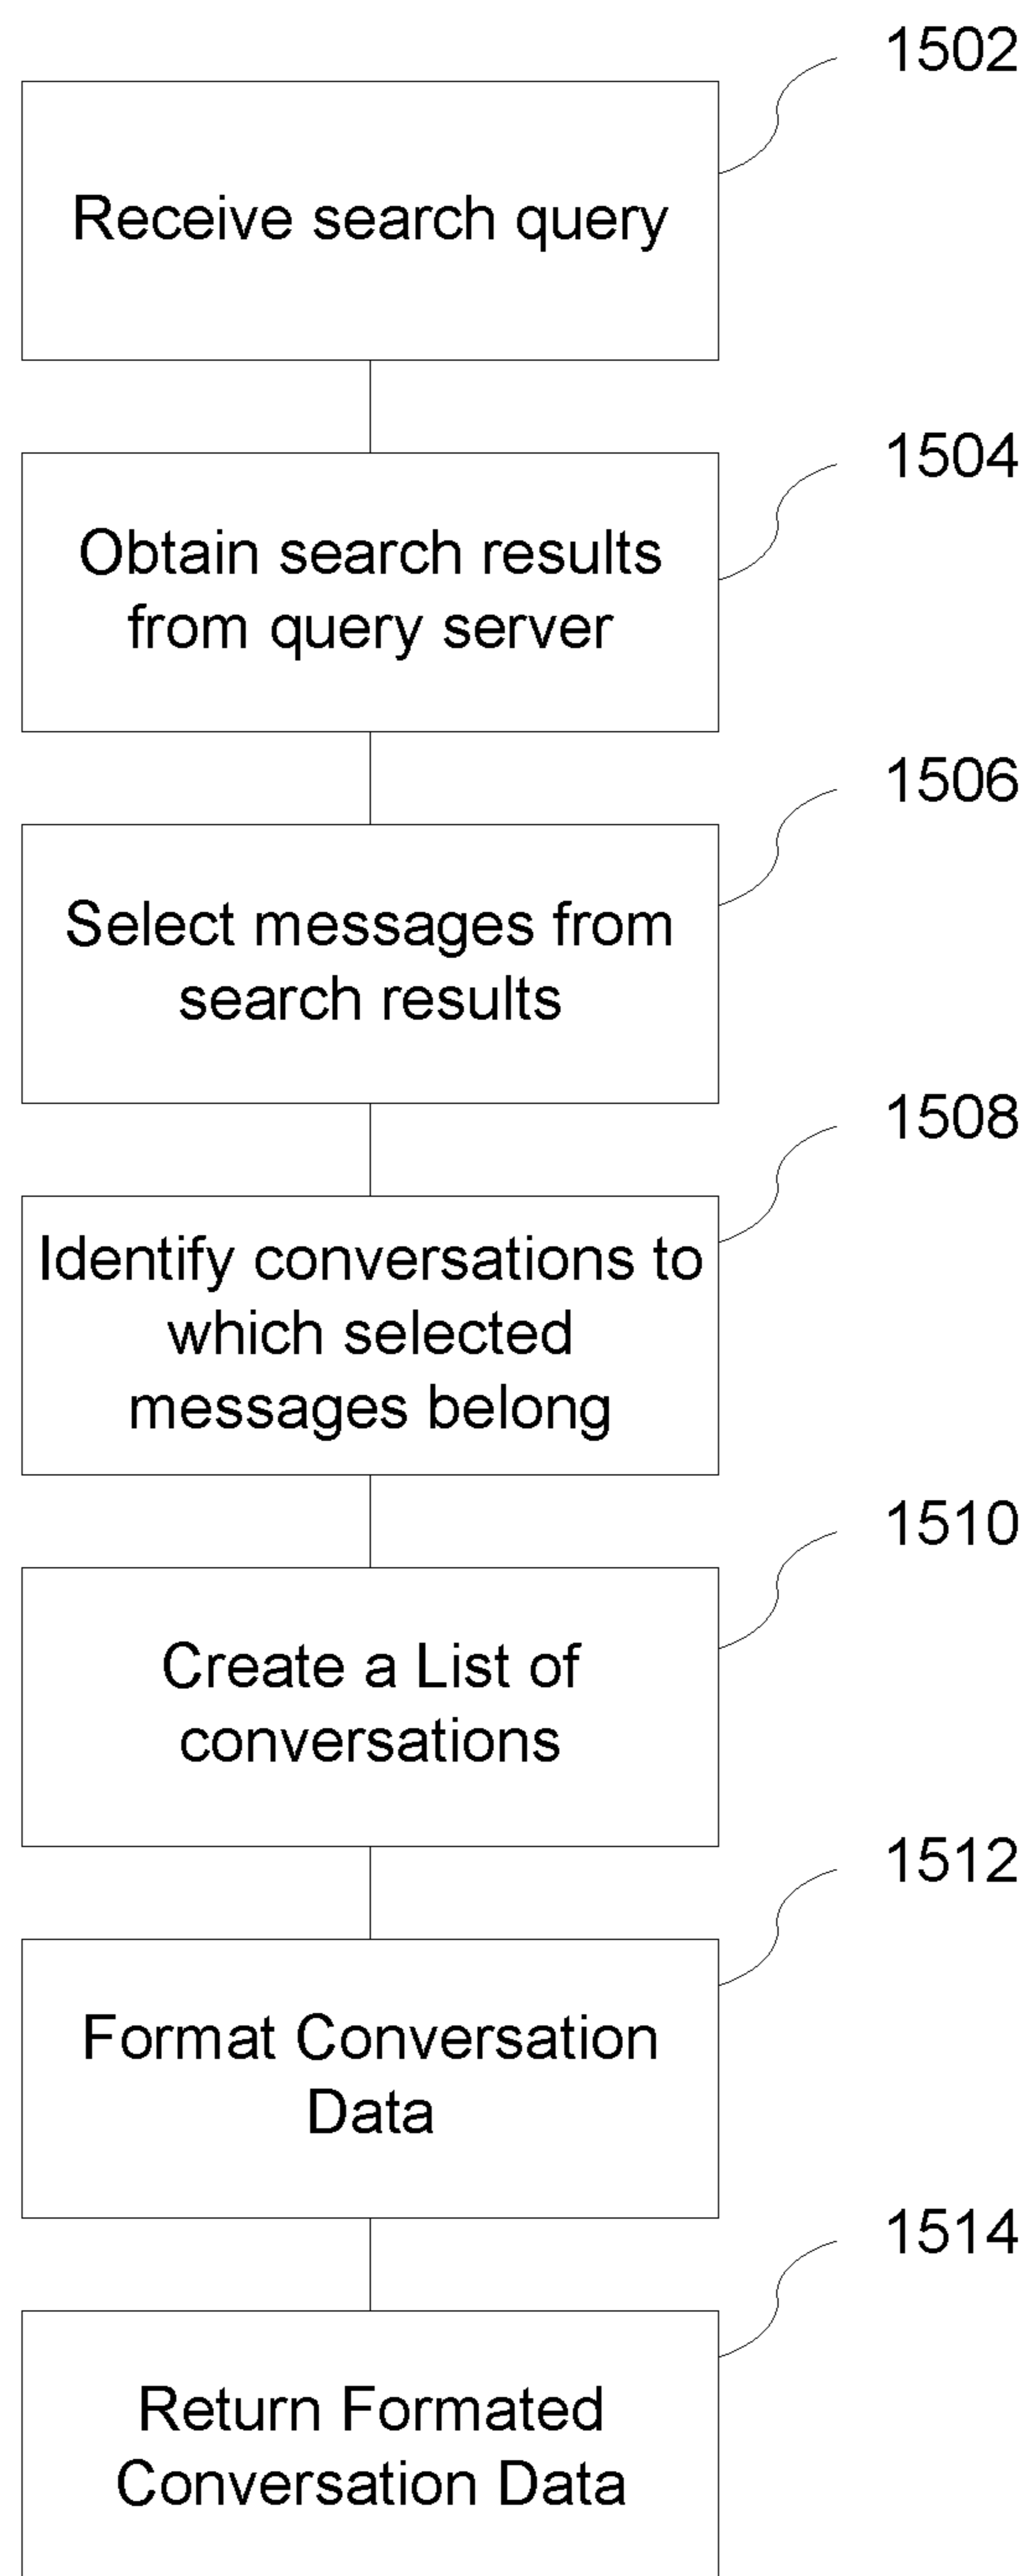 1502
Receive search query
1504
Obtain search results
from query server
1506
Select messages from
search results
1508
Identify conversations to
which selected
messages belong
1510
Create a List of
conversations
1512
Format Conversation
Data
1514
Return Formated
Conversation Data